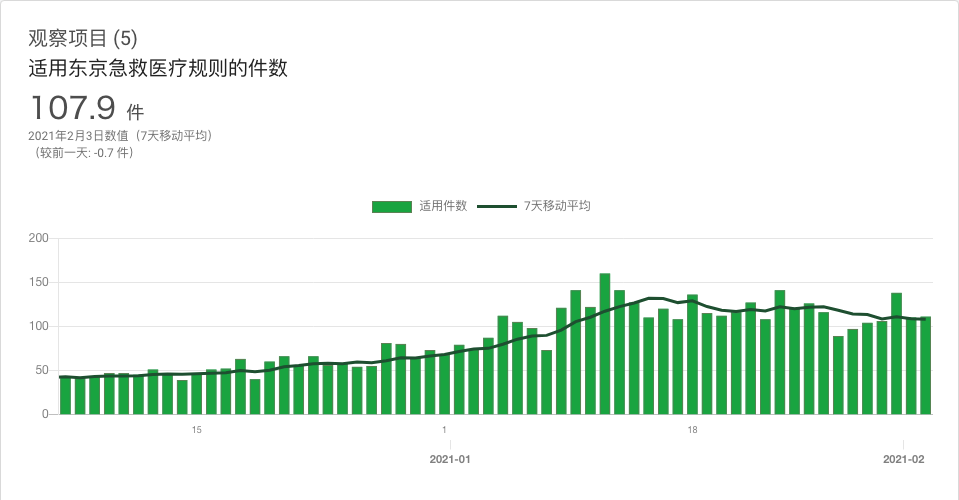 观察项目 (5)
适用东京急救医疗规则的件数
107.9 件
2021年2月3日数值（7天移动平均）
（较前一天: -0.7 件）
适用件数 7天移动平均
200
150
100
50
0
15 1 18
2021-01 2021-02